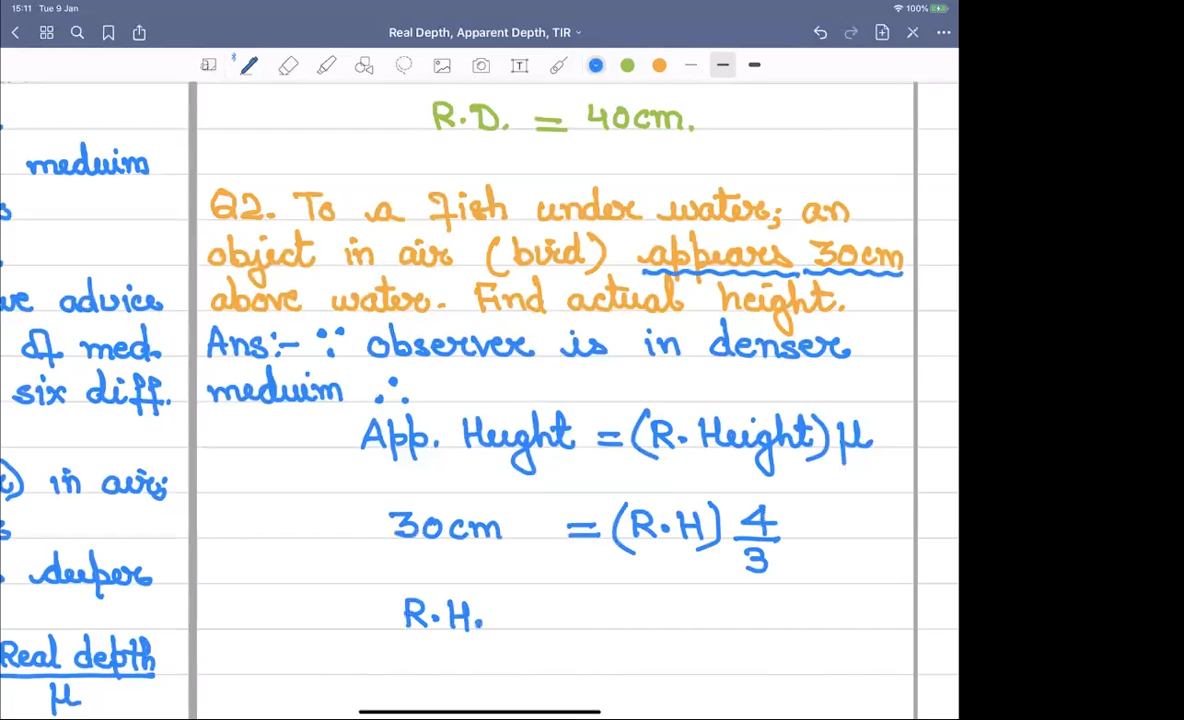 15:11 Tue 9 Jan
100%
Real Depth, Apparent Depth, TIR
R.D. = 40cm.
meduim
Q2. To a fish under water; an
object in air (bird) appears 30cm
above water. Find actual height.
Ans:- ∵ observer is in denser
meduim ∴
App. Height = (R. Height) μ
30cm = (R.H) 4/3
R.H.
advice
of med.
six diff.
in air;
deeper
Real depth
μ